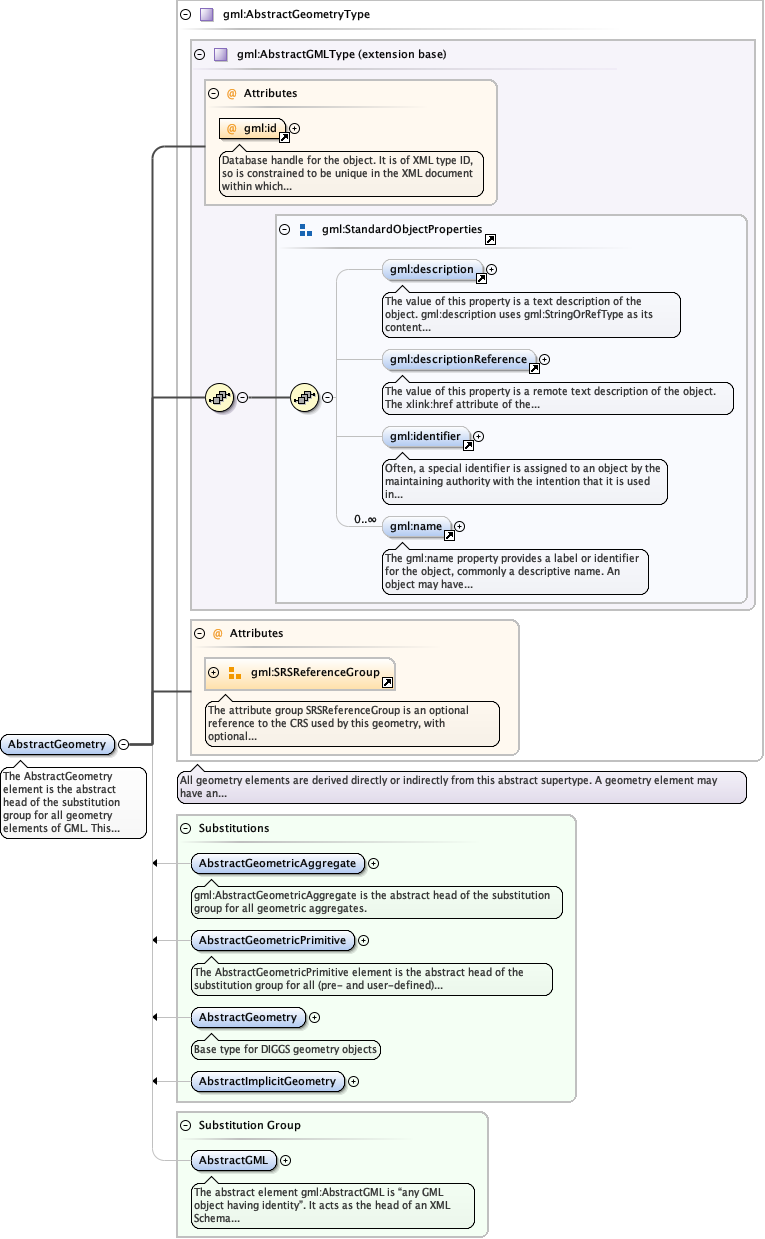 gml:AbstractGeometryType
gml:AbstractGMLType (extension base)
@ Attributes
@ gml:id
Database handle for the object. It is of XML type ID,
so is constrained to be unique in the XML document
within which...
gml:StandardObjectProperties
gml:description
The value of this property is a text description of the
object. gml:description uses gml:StringOrRefType as its
content...
gml:descriptionReference
The value of this property is a remote text description of the object.
The xlink:href attribute of the...
gml:identifier
Often, a special identifier is assigned to an object by the
maintaining authority with the intention that it is used
in...
0..∞
gml:name
The gml:name property provides a label or identifier
for the object, commonly a descriptive name. An
object may have...
@ Attributes
gml:SRSReferenceGroup
The attribute group SRSReferenceGroup is an optional
reference to the CRS used by this geometry, with
optional...
AbstractGeometry
The AbstractGeometry
element is the abstract
head of the substitution
group for all geometry
elements of GML. This...
All geometry elements are derived directly or indirectly from this abstract supertype. A geometry element may
have an...
Substitutions
AbstractGeometricAggregate
gml:AbstractGeometricAggregate is the abstract head of the substitution
group for all geometric aggregates.
AbstractGeometricPrimitive
The AbstractGeometricPrimitive element is the abstract head of the
substitution group for all (pre- and user-defined)...
AbstractGeometry
Base type for DIGGS geometry objects
AbstractImplicitGeometry
Substitution Group
AbstractGML
The abstract element gml:AbstractGML is “any GML
object having identity”. It acts as the head of an XML
Schema...